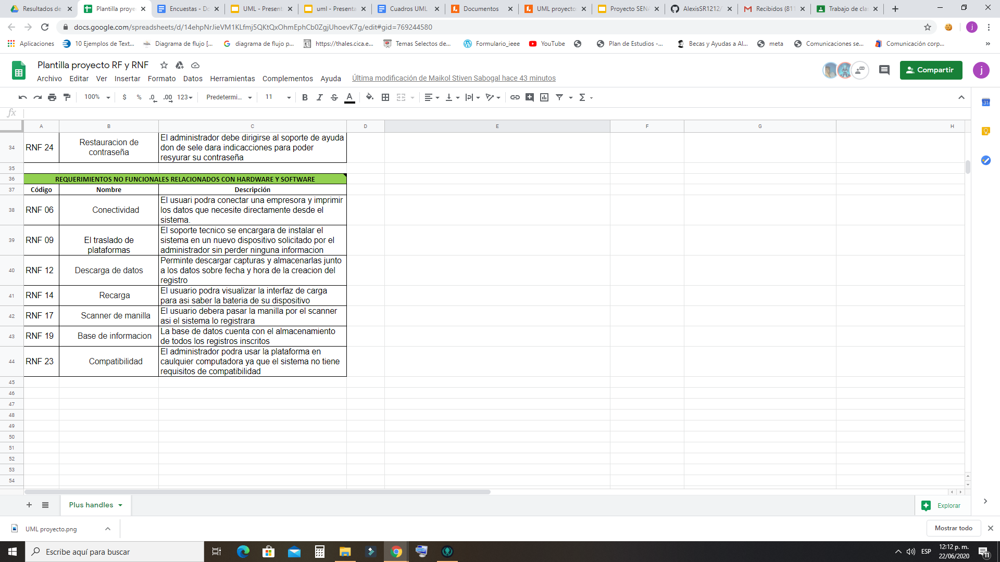 Resultados de
Plantilla proye
Encuestas - Do
UML - Present
uml - Presenta
Cuadros UML
Documentos
UML proyecto
Proyecto SENA
AlexisSR1212/
Recibidos (811
Trabajo de cla
docs.google.com/spreadsheets/d/14ehpNrJieVM1KLfmj5QKtQxOhmEphCb0ZgjUhoevK7g/edit#gid=769244580
j
Aplicaciones
10 Ejemplos de Text...
Diagrama de flujo [...
diagrama de flujo p...
https://thales.cica.e...
Temas Selectos de...
Formulario_ieee
YouTube
Plan de Estudios -...
Becas y Ayudas a Al...
meta
Comunicaciones se...
Comunicación corp...
»
Plantilla proyecto RF y RNF
Compartir
j
Archivo Editar Ver Insertar Formato Datos Herramientas Complementos Ayuda Última modificación de Maikol Stiven Sabogal hace 43 minutos
100% $ % .0 .00 123 Predetermi... 11 B I S A Σ
31
fx
A B C D E F G H
34 RNF 24 Restauracion de contraseña
El administrador debe dirigirse al soporte de ayuda
don de sele dara indicacciones para poder
resyurar su contraseña
35
36 REQUERIMIENTOS NO FUNCIONALES RELACIONADOS CON HARDWARE Y SOFTWARE
37 Código Nombre Descripción
38 RNF 06 Conectividad
El usuari podra conectar una empresora y imprimir
los datos que necesite directamente desde el
sistema.
39 RNF 09 El traslado de plataformas
El soporte tecnico se encargara de instalar el
sistema en un nuevo dispositivo solicitado por el
administrador sin perder ninguna informacion
40 RNF 12 Descarga de datos
Perminte descargar capturas y almacenarlas junto
a los datos sobre fecha y hora de la creacion del
registro
41 RNF 14 Recarga
El usuario podra visualizar la interfaz de carga
para asi saber la bateria de su dispositivo
42 RNF 17 Scanner de manilla
El usuario debera pasar la manilla por el scanner
asi el sistema lo registrara
43 RNF 19 Base de informacion
La base de datos cuenta con el almacenamiento
de todos los registros inscritos
44 RNF 23 Compatibilidad
El administrador podra usar la plataforma en
caulquier computadora ya que el sistema no tiene
requisitos de compatibilidad
45
46
47
48
49
50
51
52
53
54
Plus handles
Explorar
UML proyecto.png
Mostrar todo
Escribe aquí para buscar
ESP
12:12 p. m.
22/06/2020
11